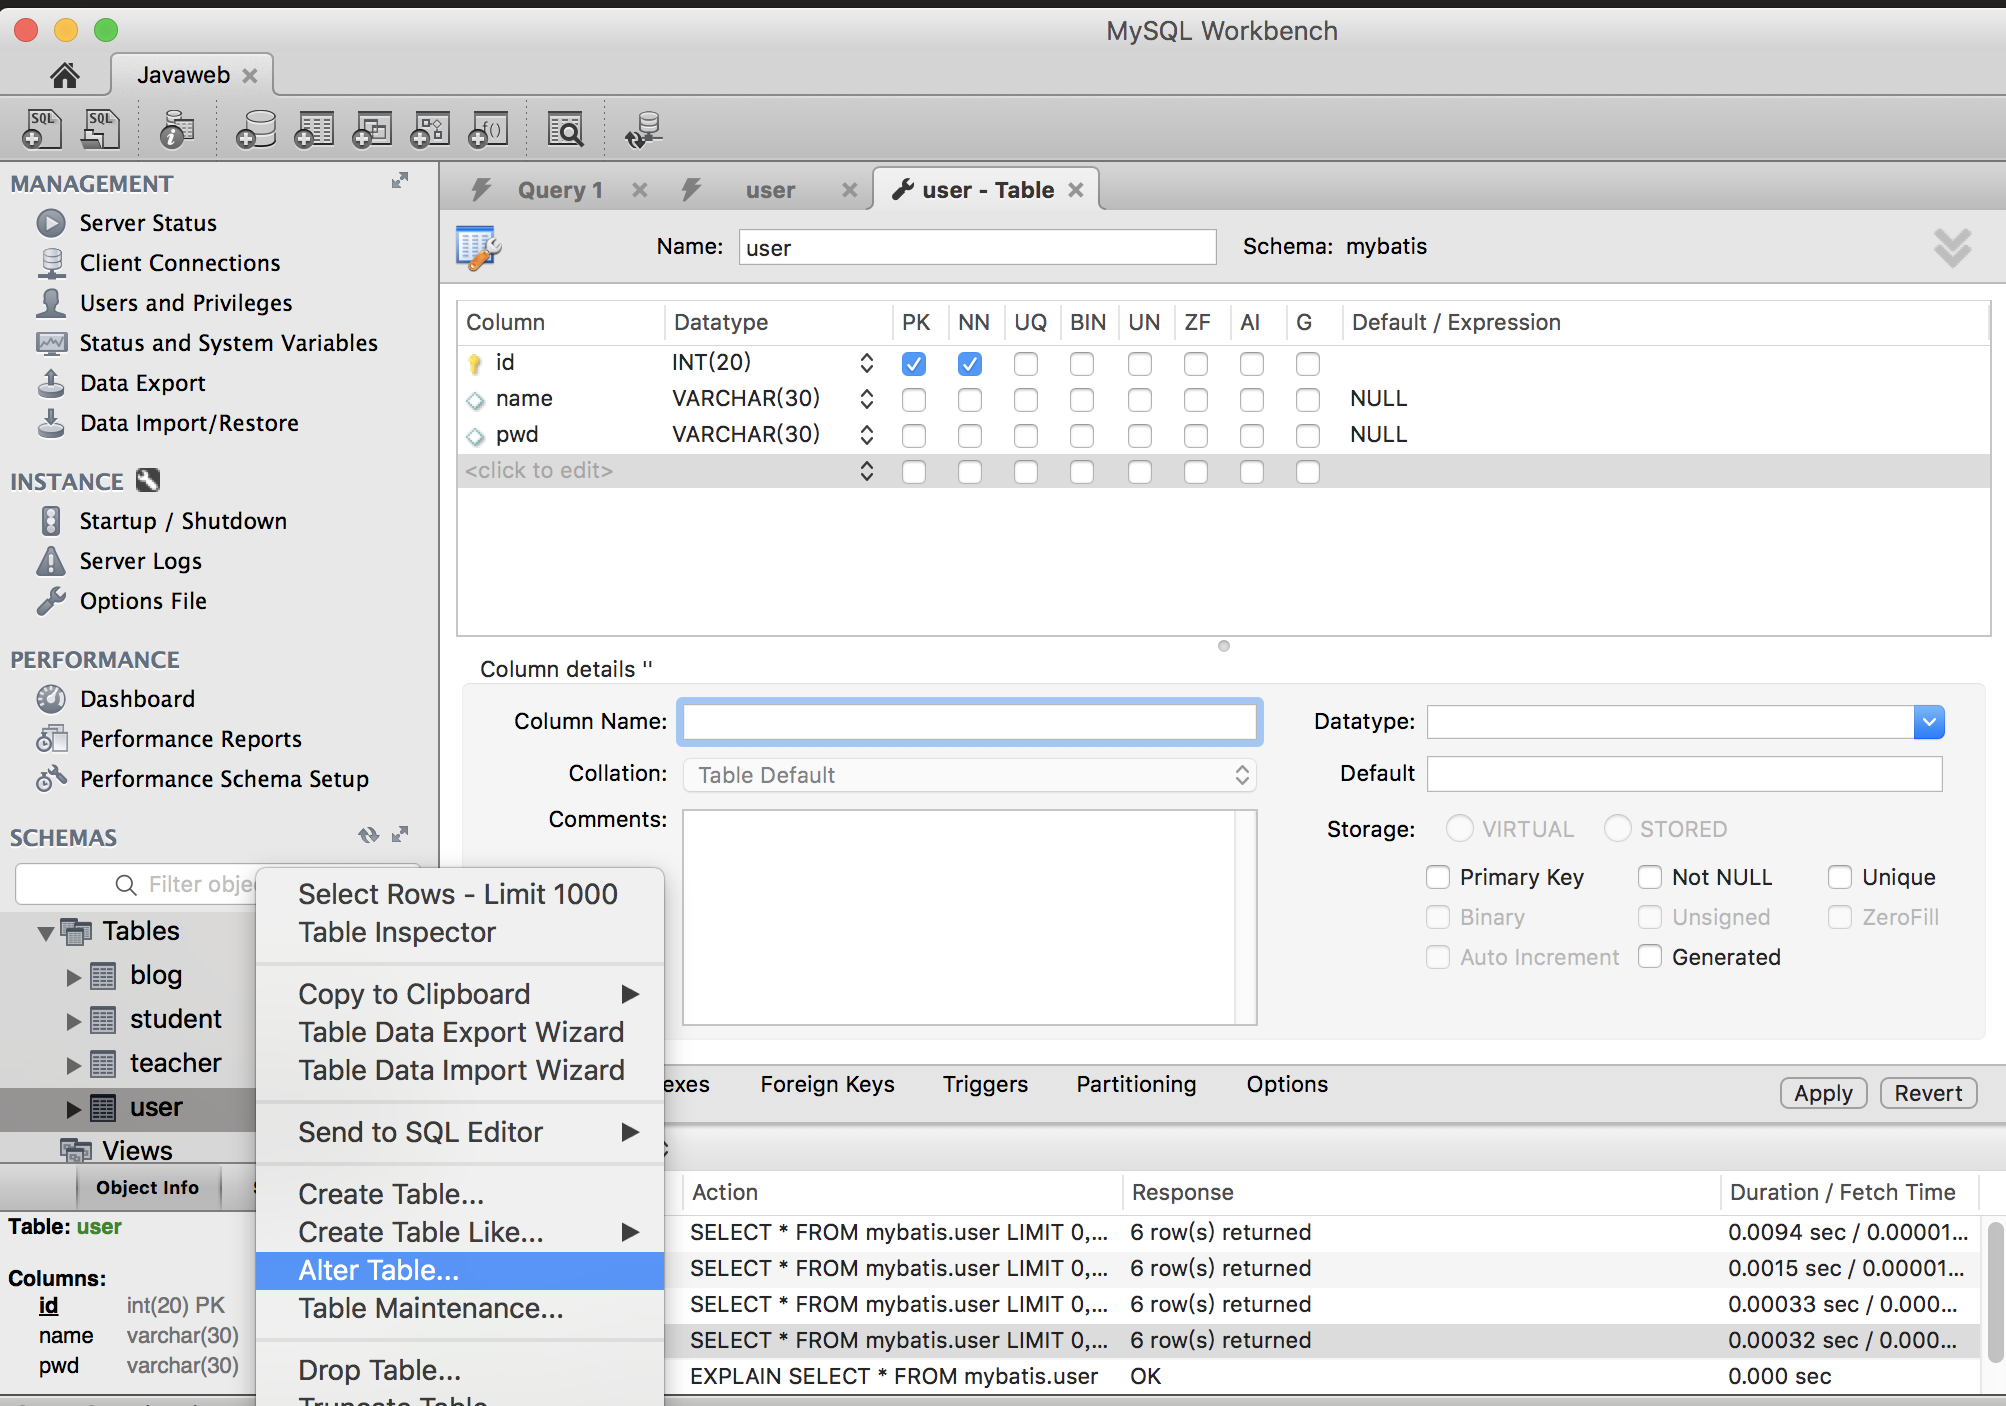 MySQL Workbench
Javaweb
SQL
SQL
f()
MANAGEMENT
Server Status
Client Connections
Users and Privileges
Status and System Variables
Data Export
Data Import/Restore
INSTANCE
Startup / Shutdown
Server Logs
Options File
PERFORMANCE
Dashboard
Performance Reports
Performance Schema Setup
SCHEMAS
Filter obje
Tables
blog
student
teacher
user
Views
Object Info
Table: user
Columns:
id int(20) PK
name varchar(30)
pwd varchar(30)
Query 1
user
user - Table
Name: user Schema: mybatis
Column Datatype PK NN UQ BIN UN ZF AI G Default / Expression
id INT(20)
name VARCHAR(30) NULL
pwd VARCHAR(30) NULL
<click to edit>
Column details ''
Column Name: Datatype:
Collation: Table Default Default
Comments: Storage: VIRTUAL STORED
Primary Key Not NULL Unique
Binary Unsigned ZeroFill
Auto Increment Generated
Select Rows - Limit 1000
Table Inspector
Copy to Clipboard
Table Data Export Wizard
Table Data Import Wizard
Send to SQL Editor
Create Table...
Create Table Like...
Alter Table...
Table Maintenance...
Drop Table...
Truncate Table
exes Foreign Keys Triggers Partitioning Options
Apply Revert
Action Response Duration / Fetch Time
SELECT * FROM mybatis.user LIMIT 0,... 6 row(s) returned 0.0094 sec / 0.00001...
SELECT * FROM mybatis.user LIMIT 0,... 6 row(s) returned 0.0015 sec / 0.00001...
SELECT * FROM mybatis.user LIMIT 0,... 6 row(s) returned 0.00033 sec / 0.000...
SELECT * FROM mybatis.user LIMIT 0,... 6 row(s) returned 0.00032 sec / 0.000...
EXPLAIN SELECT * FROM mybatis.user OK 0.000 sec